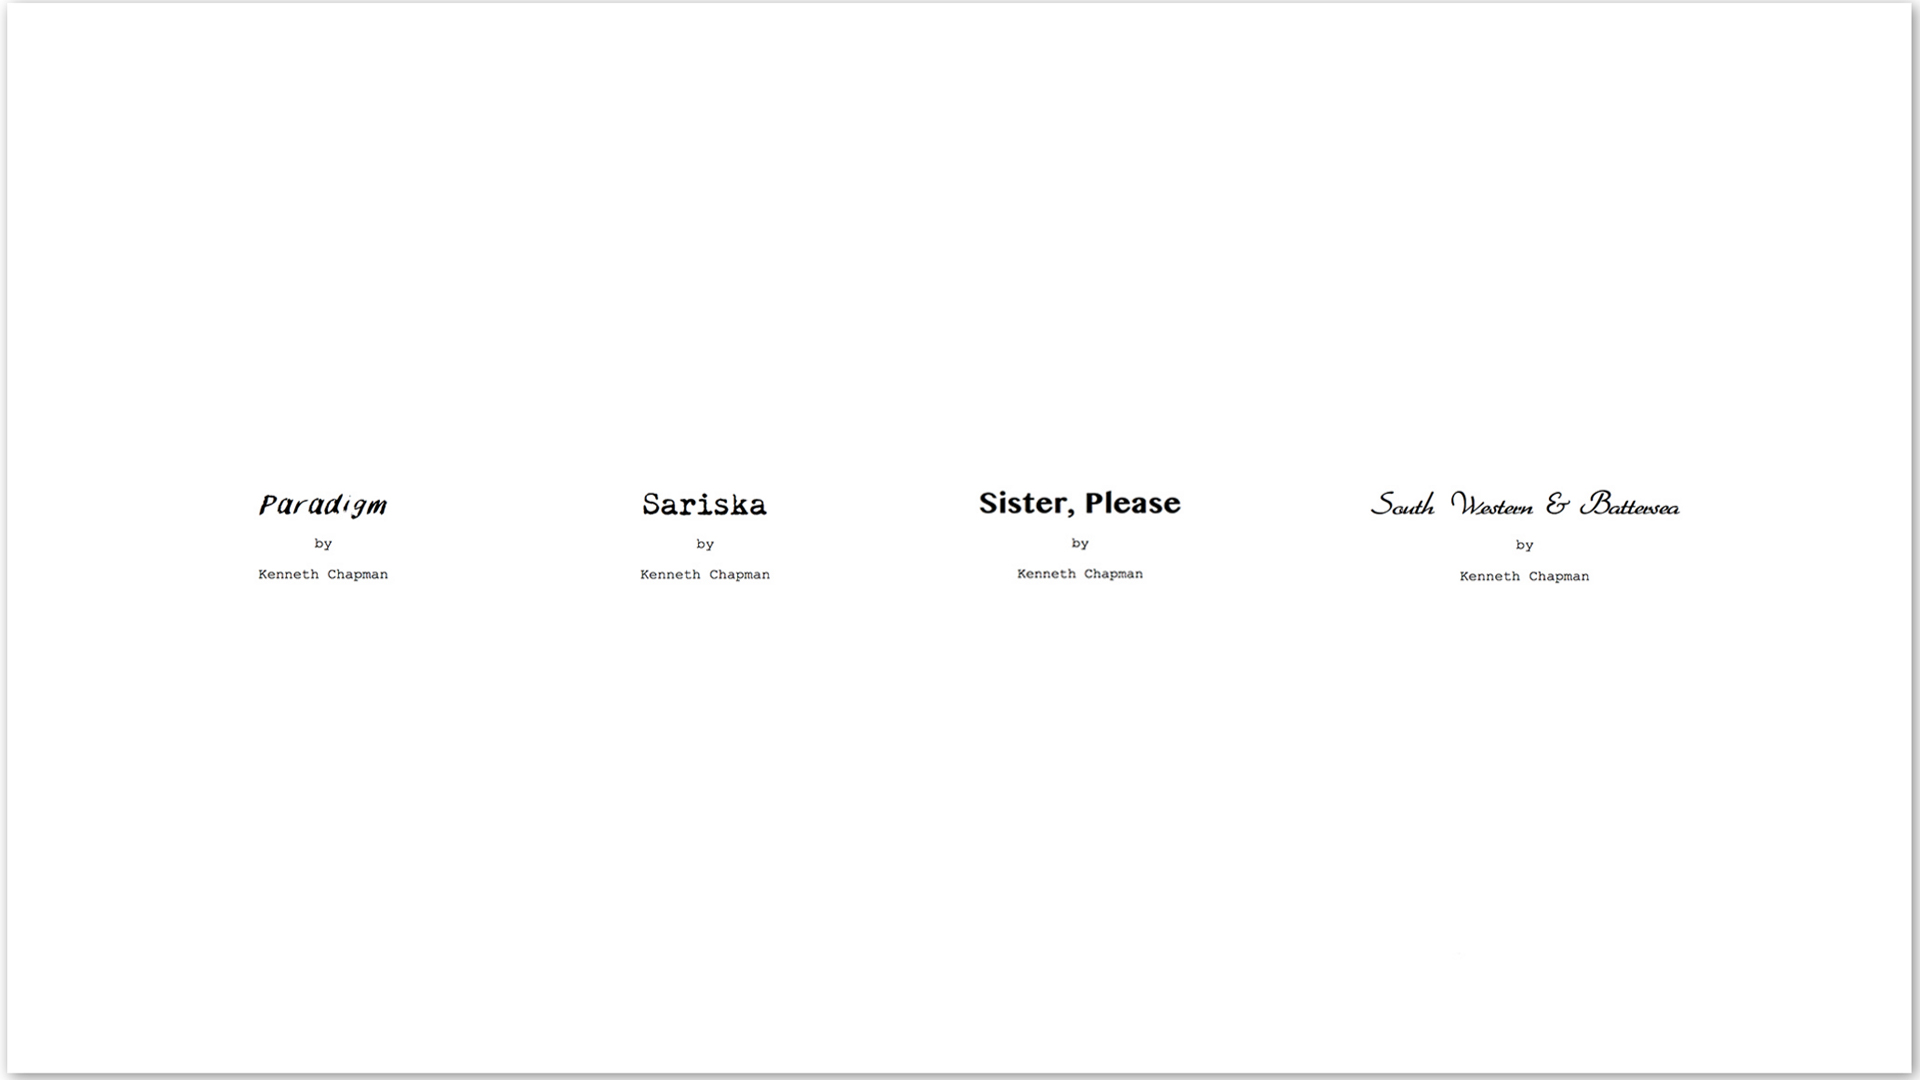 Paradigm
by
Kenneth Chapman
Sariska
by
Kenneth Chapman
Sister, Please
by
Kenneth Chapman
South Western & Battersea
by
Kenneth Chapman